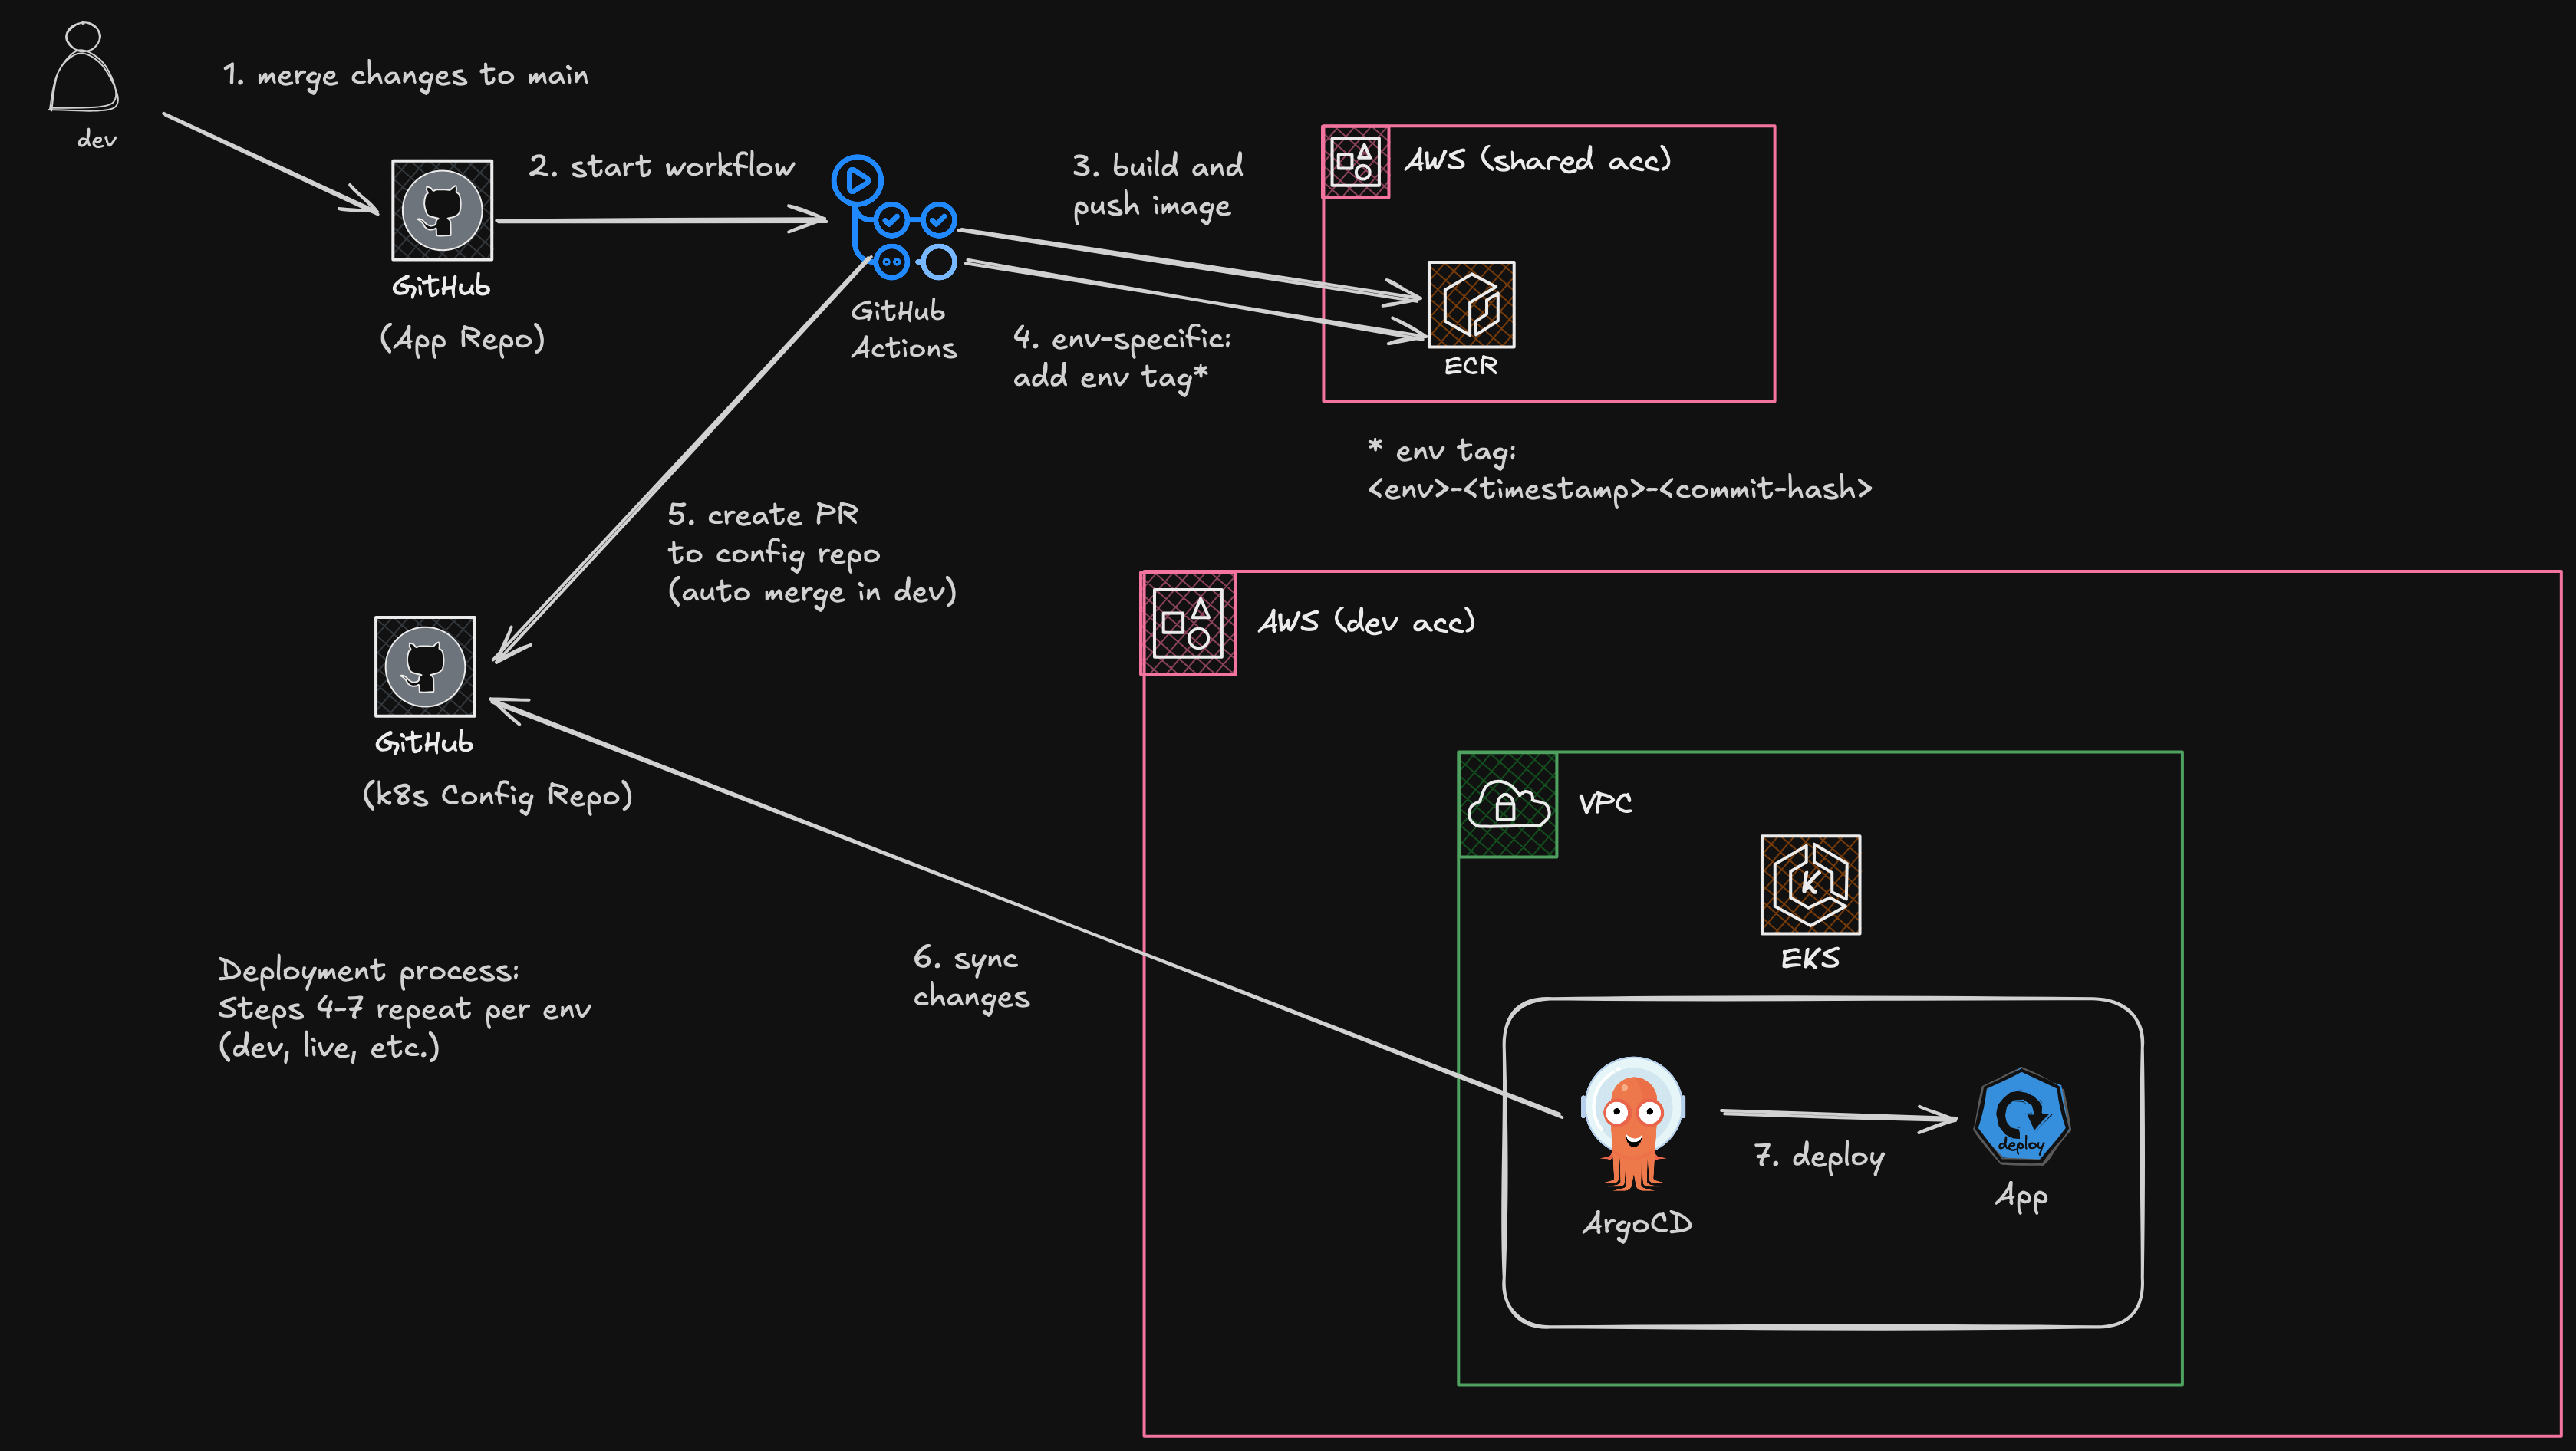 1. merge changes to main
dev
2. start workflow
GitHub
(App Repo)
GitHub
Actions
3. build and
push image
4. env-specific:
add env tag*
AWS (shared acc)
ECR
* env tag:
<env>-<timestamp>-<commit-hash>
5. create PR
to config repo
(auto merge in dev)
GitHub
(k8s Config Repo)
AWS (dev acc)
VPC
K
EKS
6. sync
changes
Deployment process:
Steps 4-7 repeat per env
(dev, live, etc.)
ArgoCD
7. deploy
deploy
App